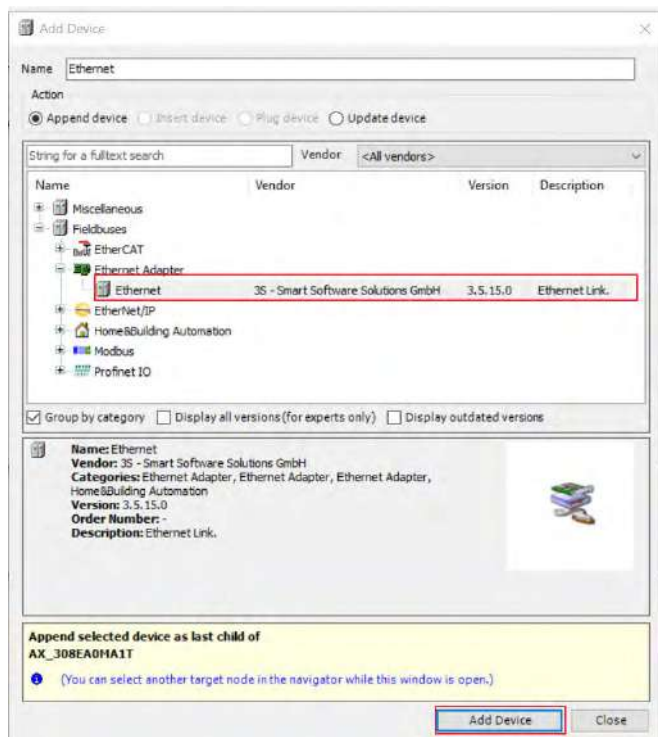 Add Device
Name Ethernet
Action
Append device Insert device Plug device Update device
String for a fulltext search Vendor <All vendors>
Name Vendor Version Description
Miscellaneous
Fieldbuses
EtherCAT
Ethernet Adapter
Ethernet 3S - Smart Software Solutions GmbH 3.5.15.0 Ethernet Link.
EtherNet/IP
Home&Building Automation
Modbus
Profinet IO
Group by category Display all versions (for experts only) Display outdated versions
Name: Ethernet
Vendor: 3S - Smart Software Solutions GmbH
Categories: Ethernet Adapter, Ethernet Adapter, Ethernet Adapter,
Home&Building Automation
Version: 3.5.15.0
Order Number: -
Description: Ethernet Link.
Append selected device as last child of
AX_308EA0MA1T
(You can select another target node in the navigator while this window is open.)
Add Device Close